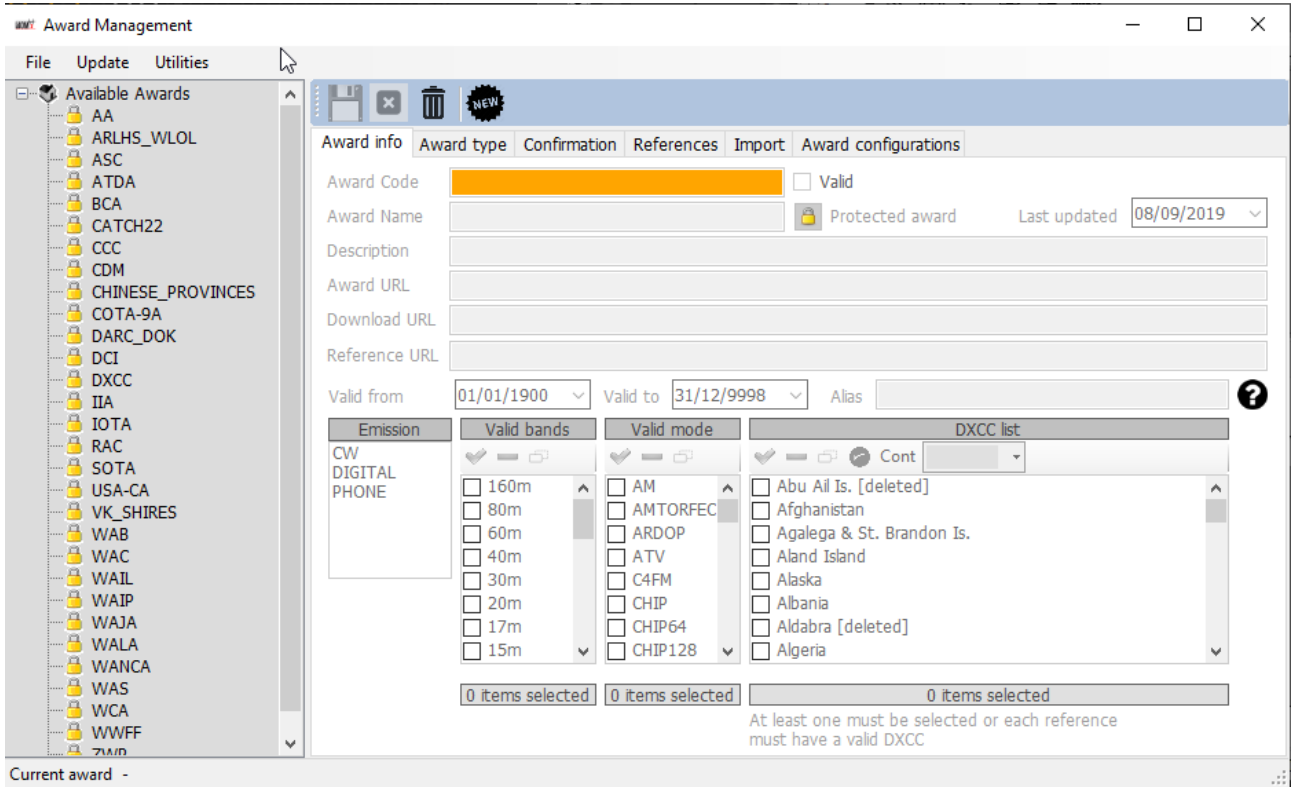 Award Management
File Update Utilities
Available Awards
AA
ARLHS_WLOL
ASC
ATDA
BCA
CATCH22
CCC
CDM
CHINESE_PROVINCES
COTA-9A
DARC_DOK
DCI
DXCC
IIA
IOTA
RAC
SOTA
USA-CA
VK_SHIRES
WAB
WAC
WAIL
WAIP
WAJA
WALA
WANCA
WAS
WCA
WWFF
NEW
Award info Award type Confirmation References Import Award configurations
Award Code Valid
Award Name Protected award Last updated 08/09/2019
Description
Award URL
Download URL
Reference URL
Valid from 01/01/1900 Valid to 31/12/9998 Alias ?
Emission
CW
DIGITAL
PHONE
Valid bands
160m
80m
60m
40m
30m
20m
17m
15m
0 items selected
Valid mode
AM
AMTORFEC
ARDOP
ATV
C4FM
CHIP
CHIP64
CHIP128
0 items selected
DXCC list
Cont
Abu Ail Is. [deleted]
Afghanistan
Agalega & St. Brandon Is.
Aland Island
Alaska
Albania
Aldabra [deleted]
Algeria
0 items selected
At least one must be selected or each reference
must have a valid DXCC
Current award -